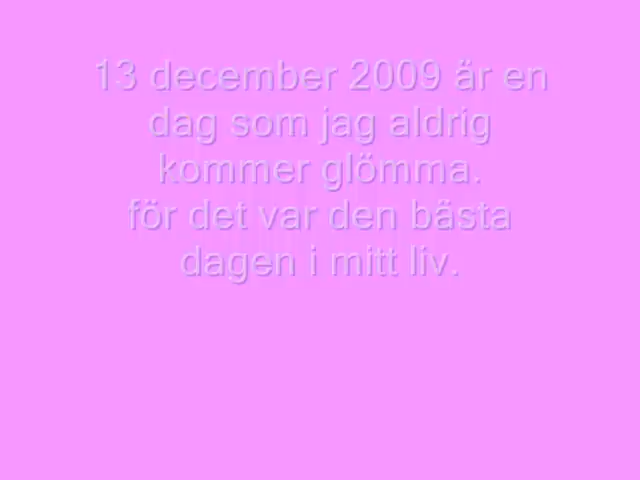 13 december 2009 är en
dag som jag aldrig
kommer glömma.
för det var den bästa
dagen i mitt liv.